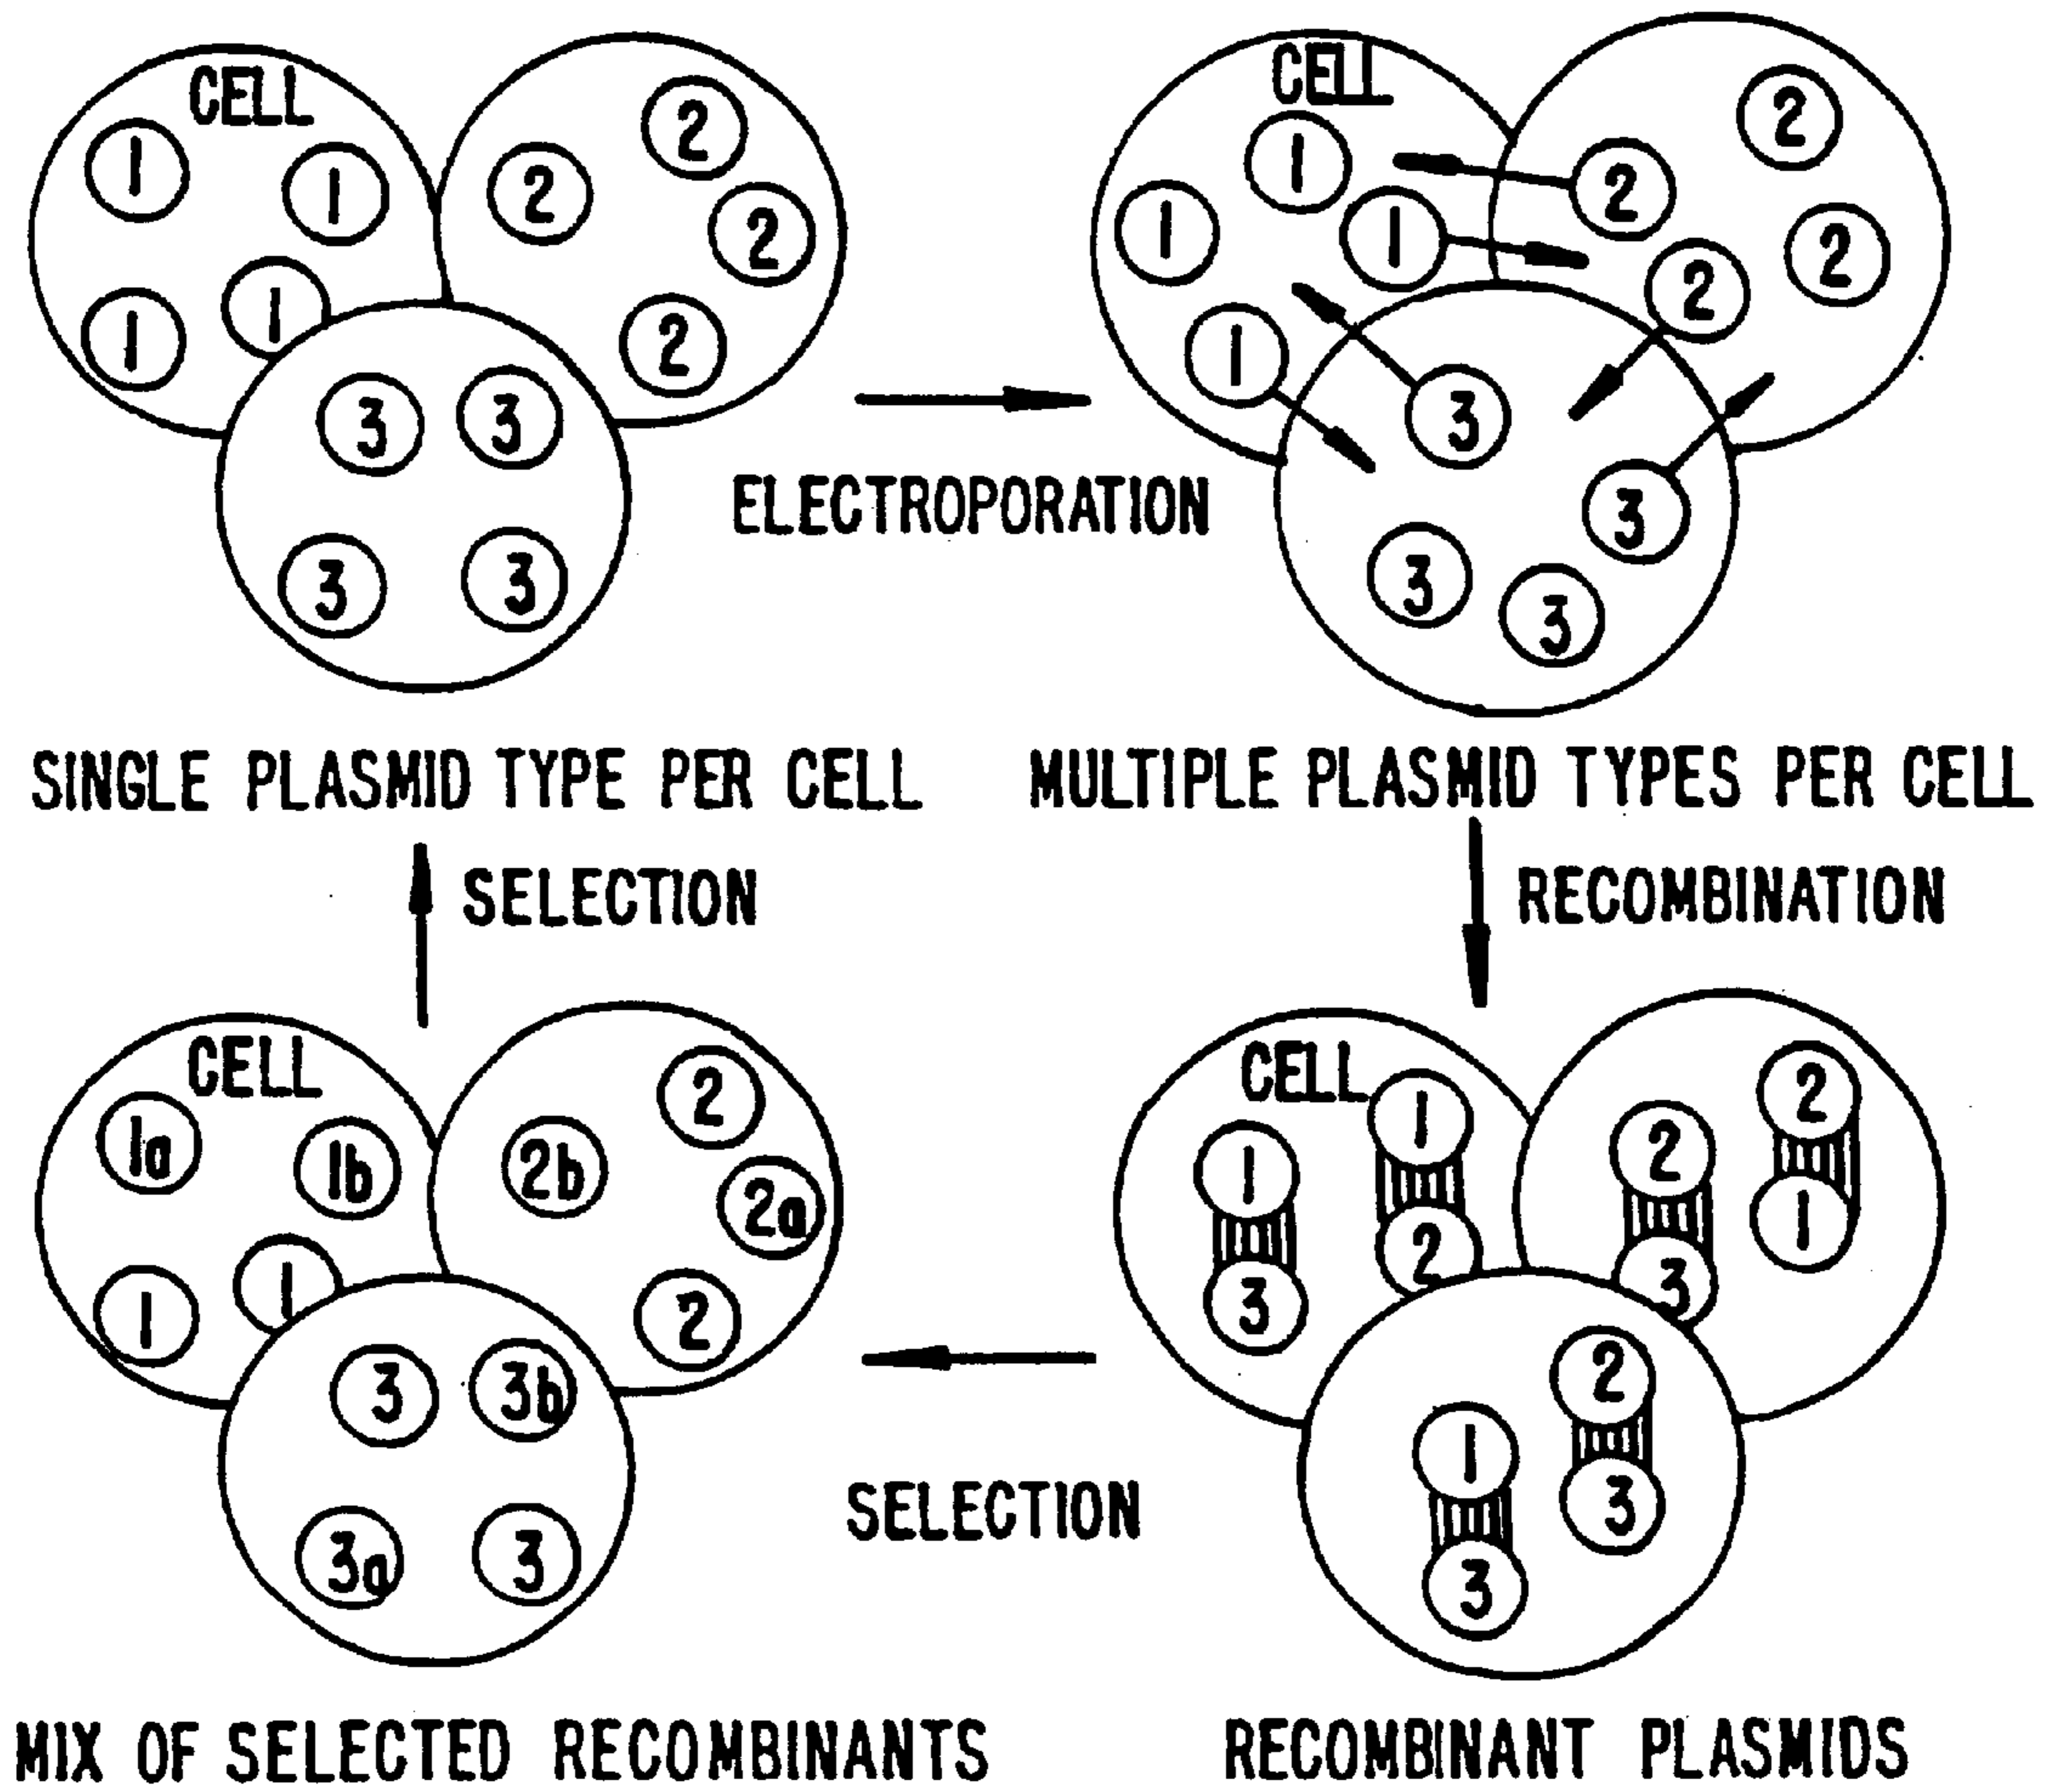 CELL
1
1
1
1
2
2
2
2
3
3
3
3
SINGLE PLASMID TYPE PER CELL
ELECTROPORATION
CELL
1
1
1
1
2
2
2
2
3
3
3
3
MULTIPLE PLASMID TYPES PER CELL
RECOMBINATION
CELL
1
3
1
2
2
3
2
1
1
3
2
3
RECOMBINANT PLASMIDS
SELECTION
CELL
1a
1b
1
1
2
2b
2a
2
3
3b
3a
3
MIX OF SELECTED RECOMBINANTS
SELECTION